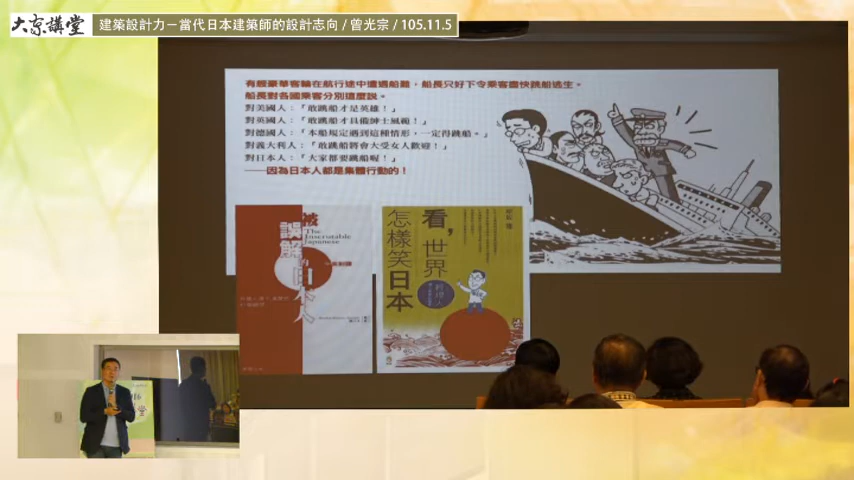 大京講堂
建築設計力－當代日本建築師的設計志向 / 曾光宗 / 105.11.5
有艘豪華客輪在航行途中遭遇船難，船長只好下令乘客盡快跳船逃生。
船長對各國乘客分別這麼說。
對美國人：「敢跳船才是英雄！」
對英國人：「敢跳船才具備紳士風範！」
對德國人：「本船規定遇到這種情形，一定得跳船。」
對義大利人：「敢跳船將會大受女人歡迎！」
對日本人：「大家都要跳船喔！」
——因為日本人都是集體行動的！
被誤解的日本人
The
Inscrutable
Japanese
看，世界
怎樣笑日本